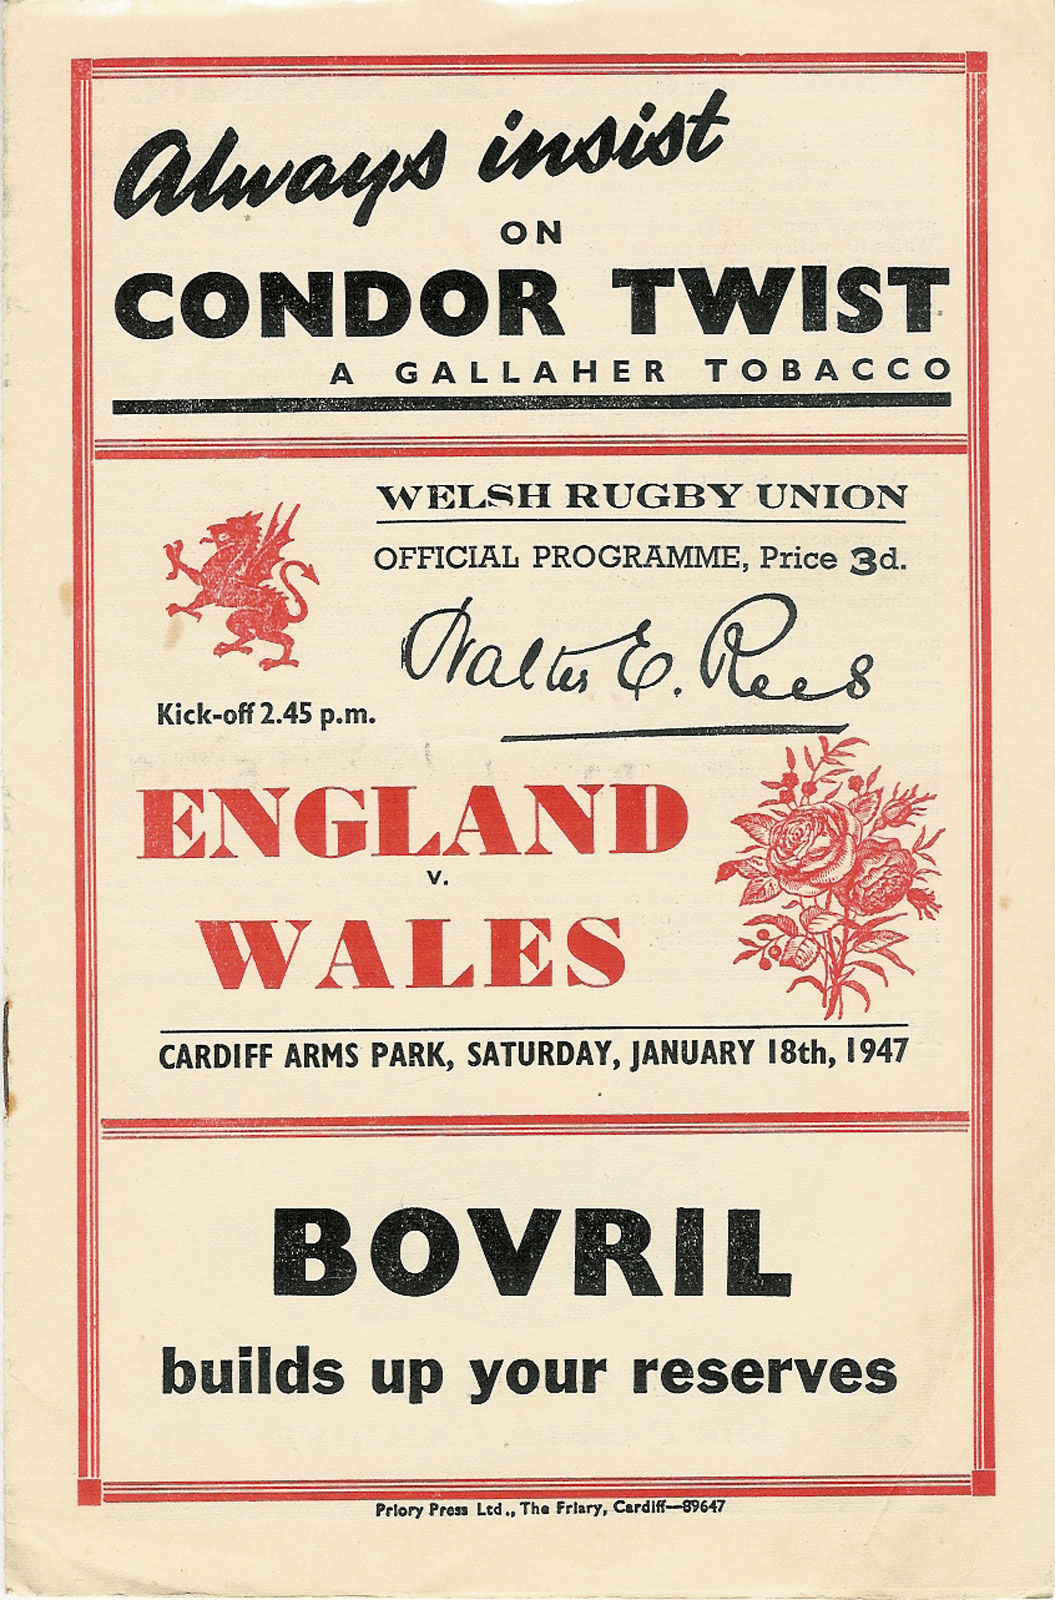 Always insist
ON
CONDOR TWIST
A GALLAHER TOBACCO
WELSH RUGBY UNION
OFFICIAL PROGRAMME, Price 3d.
Walter E. Rees
Kick-off 2.45 p.m.
ENGLAND
v.
WALES
CARDIFF ARMS PARK, SATURDAY, JANUARY 18th, 1947
BOVRIL
builds up your reserves
Priory Press Ltd., The Friary, Cardiff—89647